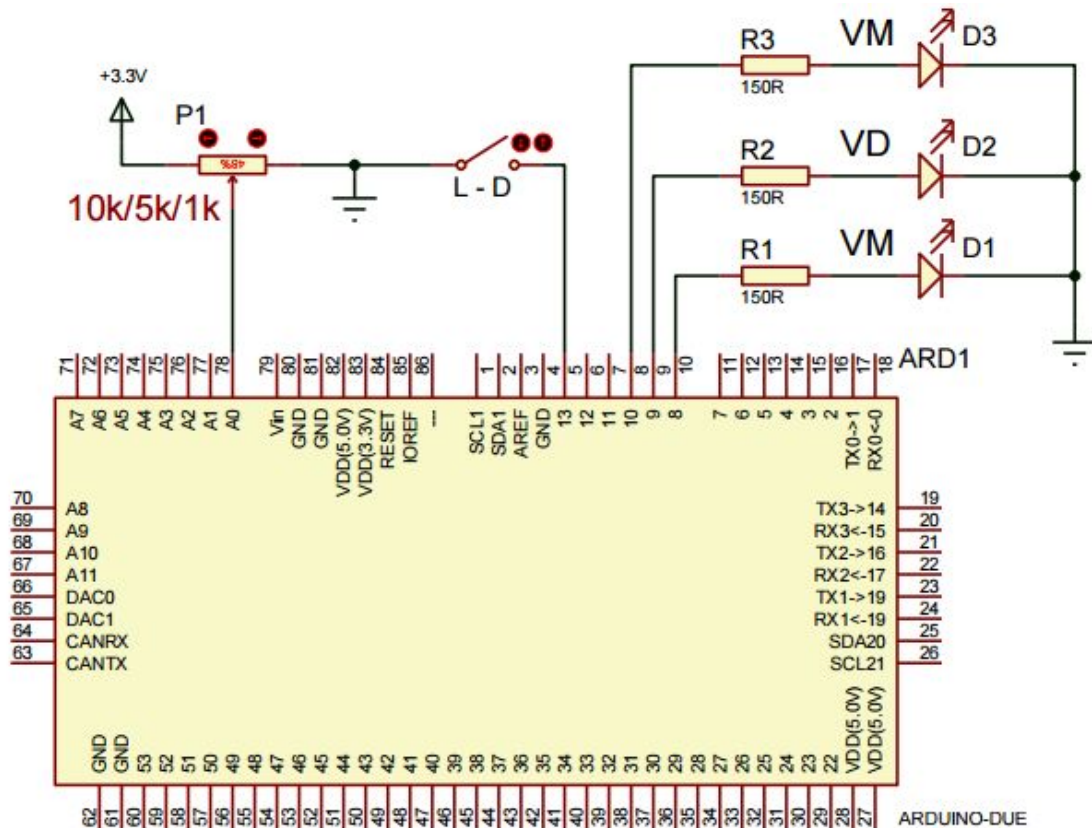 +3.3V
P1
48%
10k/5k/1k
L - D
R3
150R
VM
D3
R2
150R
VD
D2
R1
150R
VM
D1
71 72 73 74 75 76 77 78 79 80 81 82 83 84 85 86 1 2 3 4 5 6 7 8 9 10 11 12 13 14 15 16 17 18
ARD1
A7 A6 A5 A4 A3 A2 A1 A0 Vin GND GND VDD(5.0V) VDD(3.3V) RESET IOREF --- SCL1 SDA1 AREF GND 13 12 11 10 9 8 7 6 5 4 3 2 TX0->1 RX0<-0
70 A8
69 A9
68 A10
67 A11
66 DAC0
65 DAC1
64 CANRX
63 CANTX
TX3->14 19
RX3<-15 20
TX2->16 21
RX2<-17 22
TX1->19 23
RX1<-19 24
SDA20 25
SCL21 26
GND GND 53 52 51 50 49 48 47 46 45 44 43 42 41 40 39 38 37 36 35 34 33 32 31 30 29 28 27 26 25 24 23 22 VDD(5.0V) VDD(5.0V)
62 61 60 59 58 57 56 55 54 53 52 51 50 49 48 47 46 45 44 43 42 41 40 39 38 37 36 35 34 33 32 31 30 29 28 27
ARDUINO-DUE